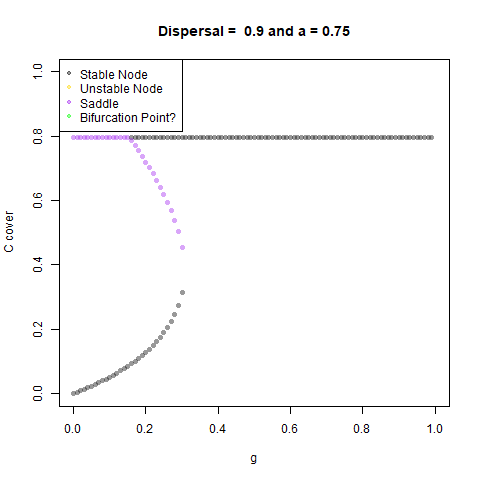 Dispersal =  0.9 and a = 0.75
Stable Node
Unstable Node
Saddle
Bifurcation Point?
C cover
1.0
0.8
0.6
0.4
0.2
0.0
0.0 0.2 0.4 0.6 0.8 1.0
g